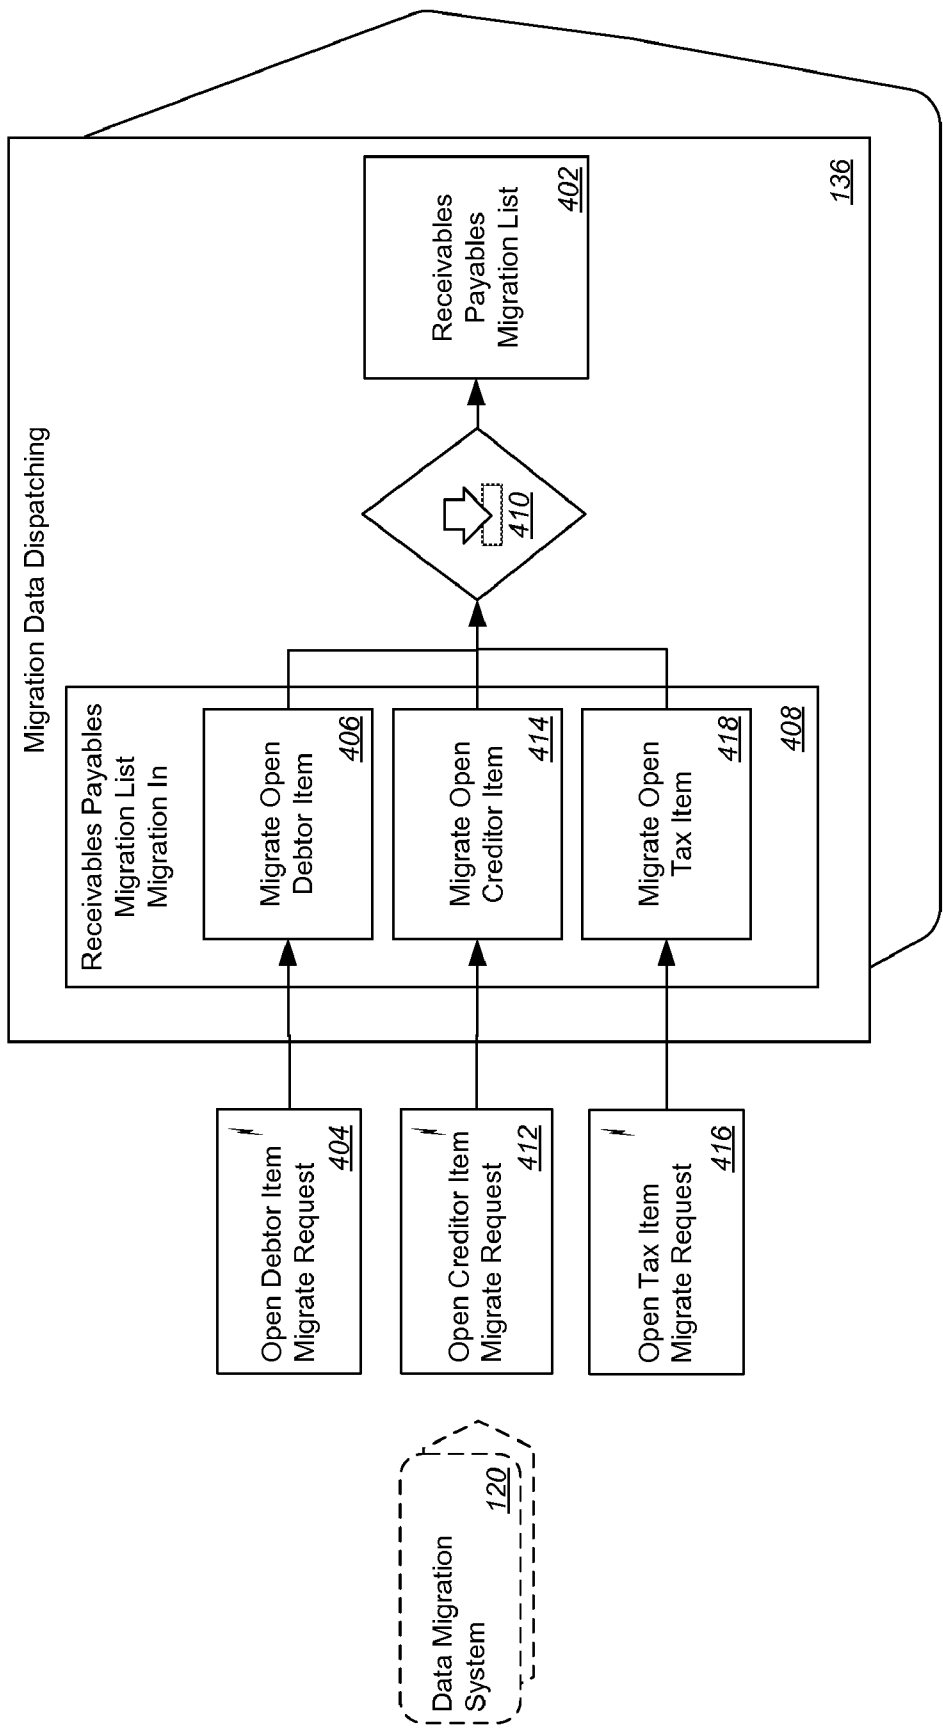 Migration Data Dispatching
Receivables Payables
Migration List
Migration In
Data Migration
System
120
Open Debtor Item
Migrate Request
404
Migrate Open
Debtor Item
406
Open Creditor Item
Migrate Request
412
Migrate Open
Creditor Item
414
Open Tax Item
Migrate Request
416
Migrate Open
Tax Item
418
408
410
Receivables
Payables
Migration List
402
136